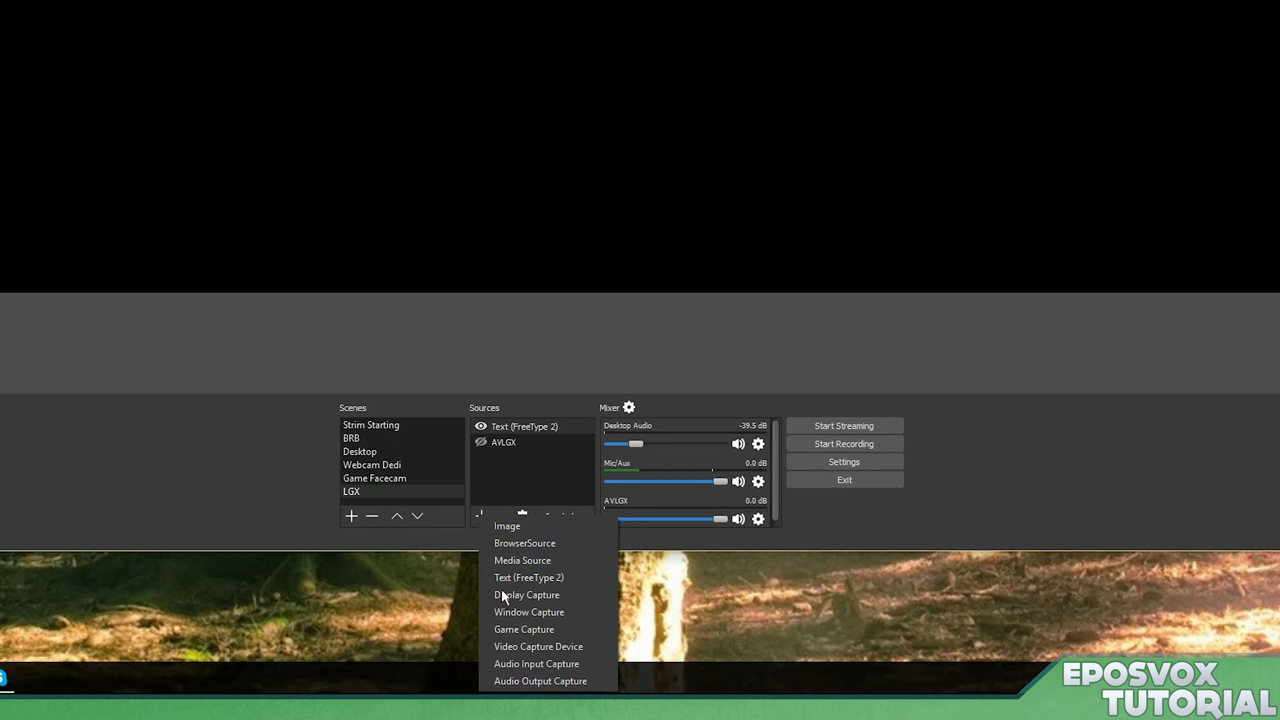 Scenes
Strim Starting
BRB
Desktop
Webcam Dedi
Game Facecam
LGX
Sources
Text (FreeType 2)
AVLGX
Mixer
Desktop Audio -39.5 dB
Mic/Aux 0.0 dB
AVLGX 0.0 dB
Start Streaming
Start Recording
Settings
Exit
Image
BrowserSource
Media Source
Text (FreeType 2)
Display Capture
Window Capture
Game Capture
Video Capture Device
Audio Input Capture
Audio Output Capture
EPOSVOX
TUTORIAL